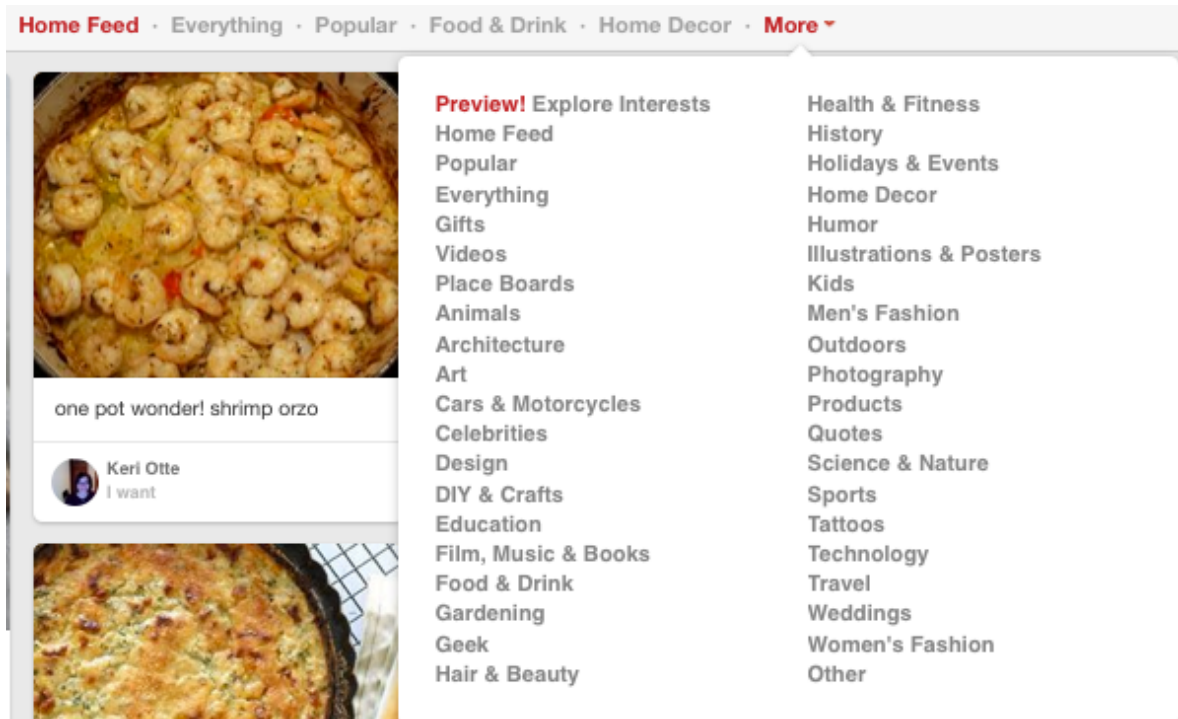 Home Feed · Everything · Popular · Food & Drink · Home Decor · More
one pot wonder! shrimp orzo
Keri Otte
I want
Preview! Explore Interests
Home Feed
Popular
Everything
Gifts
Videos
Place Boards
Animals
Architecture
Art
Cars & Motorcycles
Celebrities
Design
DIY & Crafts
Education
Film, Music & Books
Food & Drink
Gardening
Geek
Hair & Beauty
Health & Fitness
History
Holidays & Events
Home Decor
Humor
Illustrations & Posters
Kids
Men's Fashion
Outdoors
Photography
Products
Quotes
Science & Nature
Sports
Tattoos
Technology
Travel
Weddings
Women's Fashion
Other